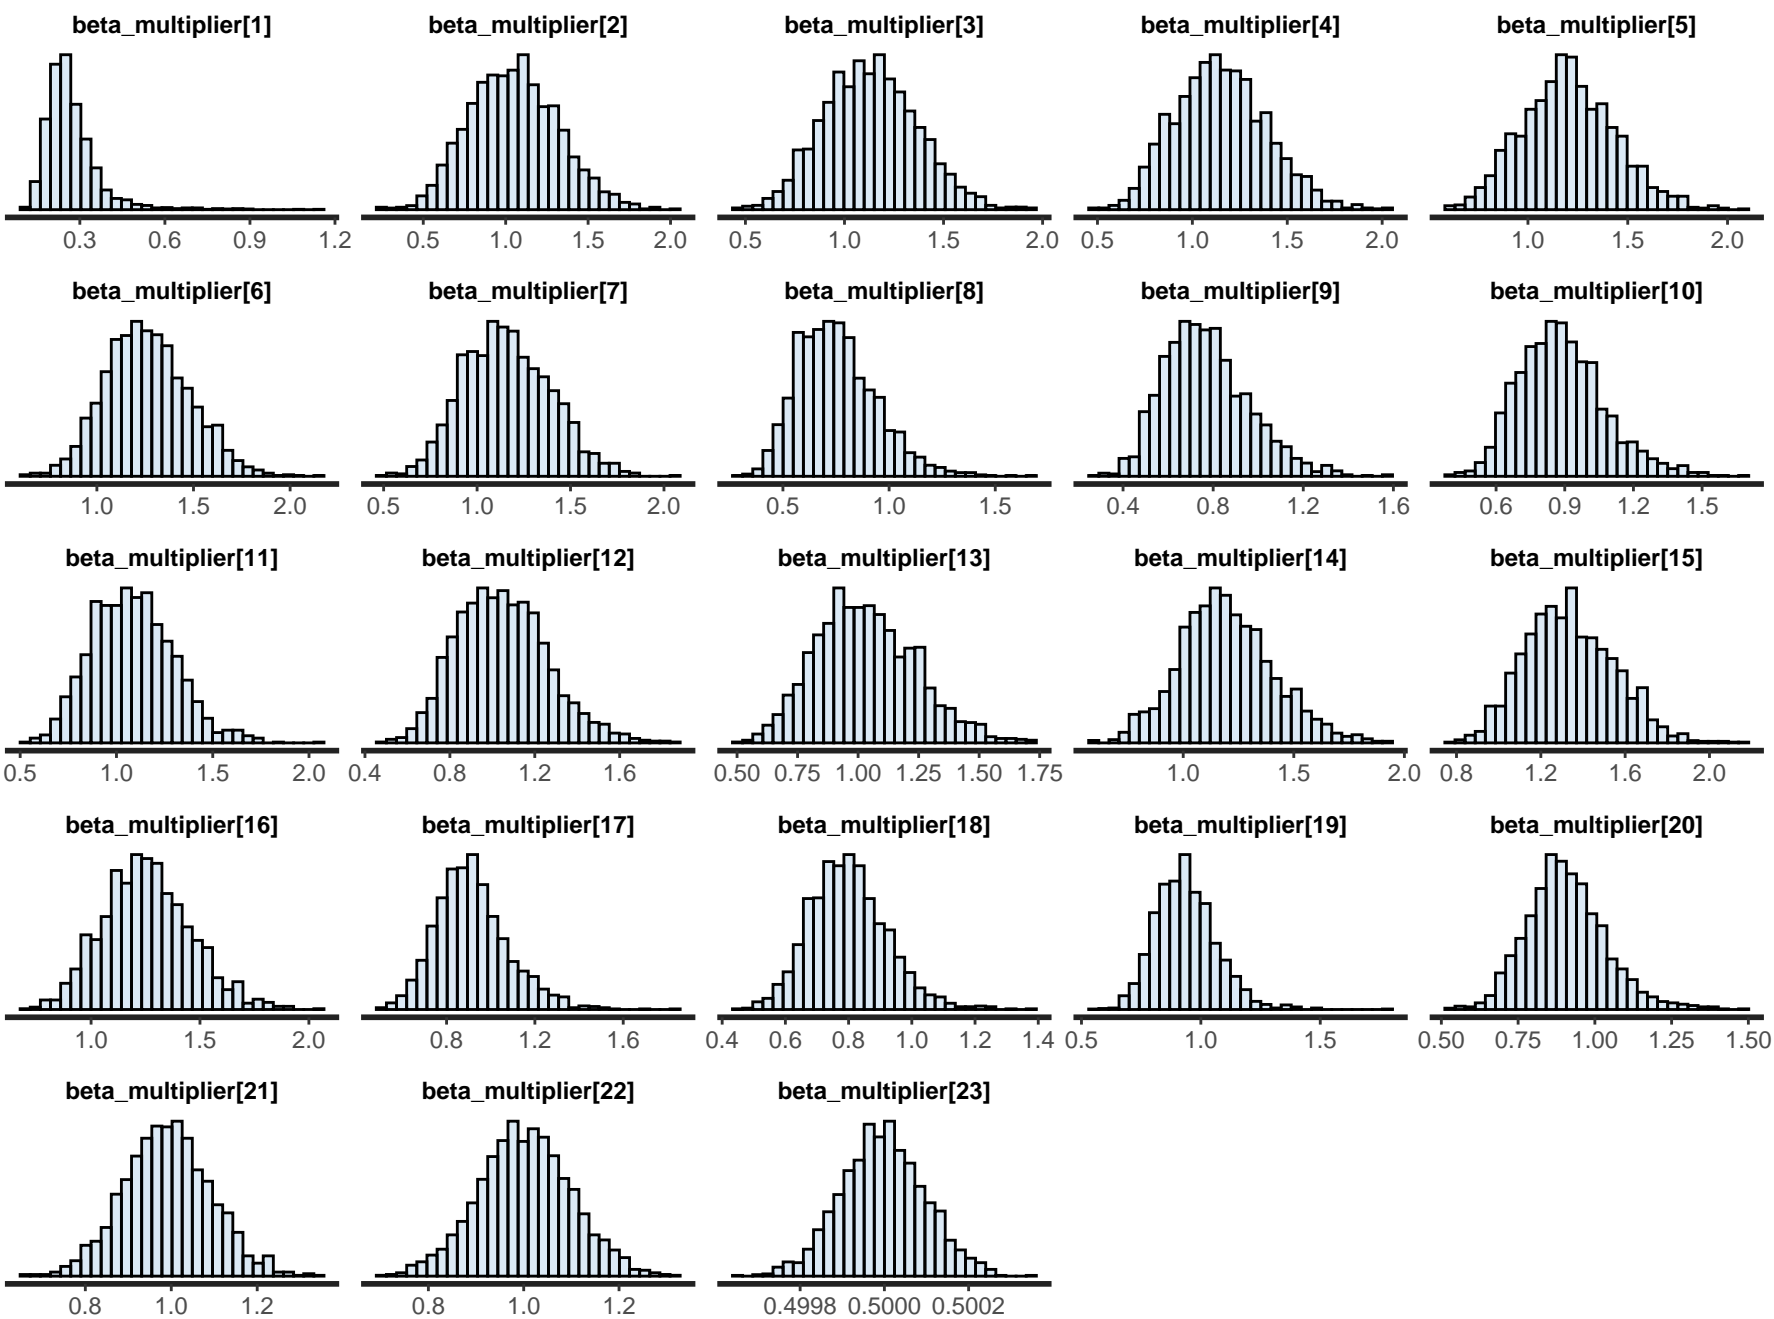 beta_multiplier[1] beta_multiplier[2] beta_multiplier[3] beta_multiplier[4] beta_multiplier[5]
0.3 0.6 0.9 1.2 0.5 1.0 1.5 2.0 0.5 1.0 1.5 2.0 0.5 1.0 1.5 2.0 1.0 1.5 2.0
beta_multiplier[6] beta_multiplier[7] beta_multiplier[8] beta_multiplier[9] beta_multiplier[10]
1.0 1.5 2.0 0.5 1.0 1.5 2.0 0.5 1.0 1.5 0.4 0.8 1.2 1.6 0.6 0.9 1.2 1.5
beta_multiplier[11] beta_multiplier[12] beta_multiplier[13] beta_multiplier[14] beta_multiplier[15]
0.5 1.0 1.5 2.0 0.4 0.8 1.2 1.6 0.50 0.75 1.00 1.25 1.50 1.75 1.0 1.5 2.0 0.8 1.2 1.6 2.0
beta_multiplier[16] beta_multiplier[17] beta_multiplier[18] beta_multiplier[19] beta_multiplier[20]
1.0 1.5 2.0 0.8 1.2 1.6 0.4 0.6 0.8 1.0 1.2 1.4 0.5 1.0 1.5 0.50 0.75 1.00 1.25 1.50
beta_multiplier[21] beta_multiplier[22] beta_multiplier[23]
0.8 1.0 1.2 0.8 1.0 1.2 0.4998 0.5000 0.5002